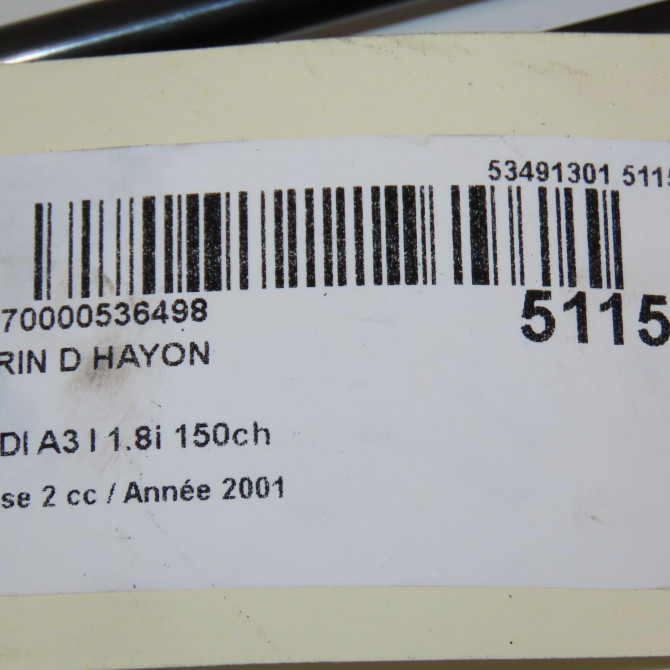 53491301 5115
70000536498
5115
RIN D HAYON
DI A3 I 1.8i 150ch
se 2 cc / Année 2001